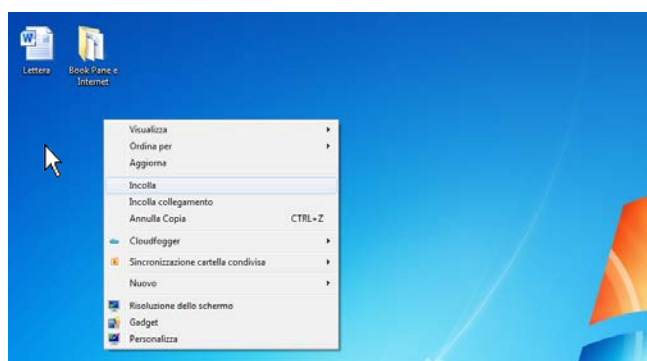 Lettera
Book Pane e
Internet
Visualizza
Ordina per
Aggiorna
Incolla
Incolla collegamento
Annulla Copia CTRL+Z
Cloudfogger
Sincronizzazione cartella condivisa
Nuovo
Risoluzione dello schermo
Gadget
Personalizza